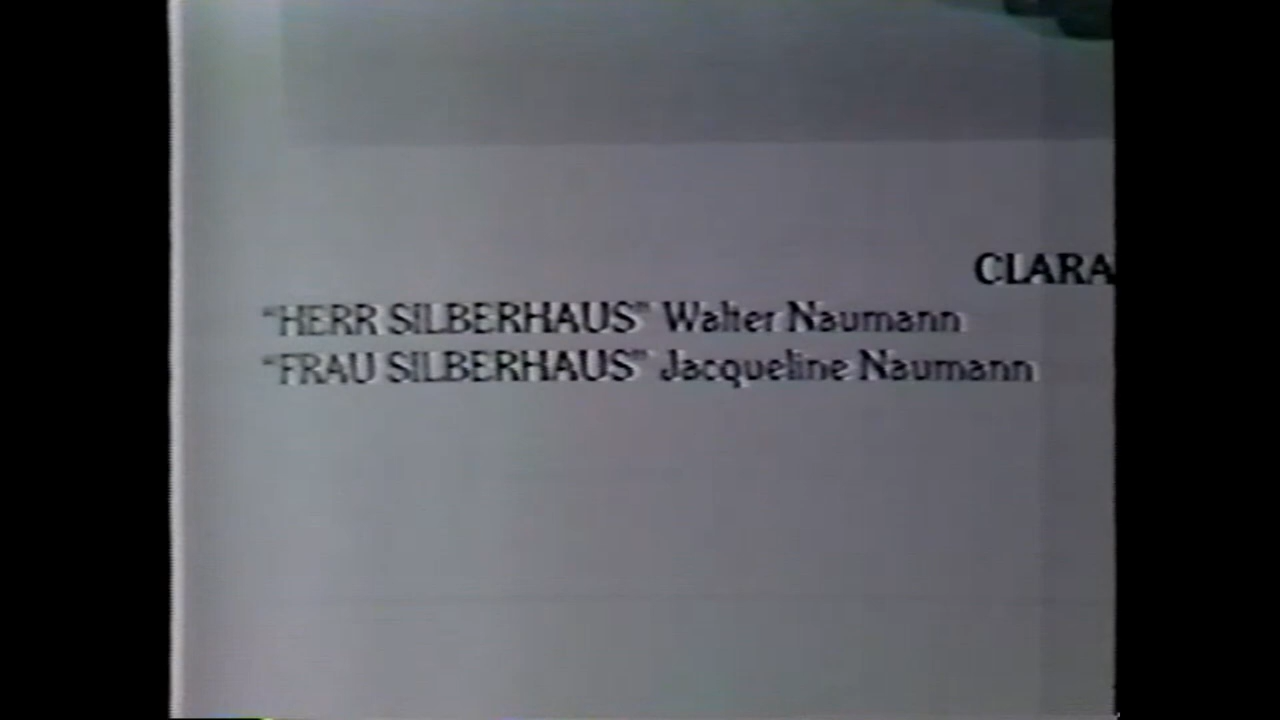 CLARA
“HERR SILBERHAUS” Walter Naumann
“FRAU SILBERHAUS” Jacqueline Naumann